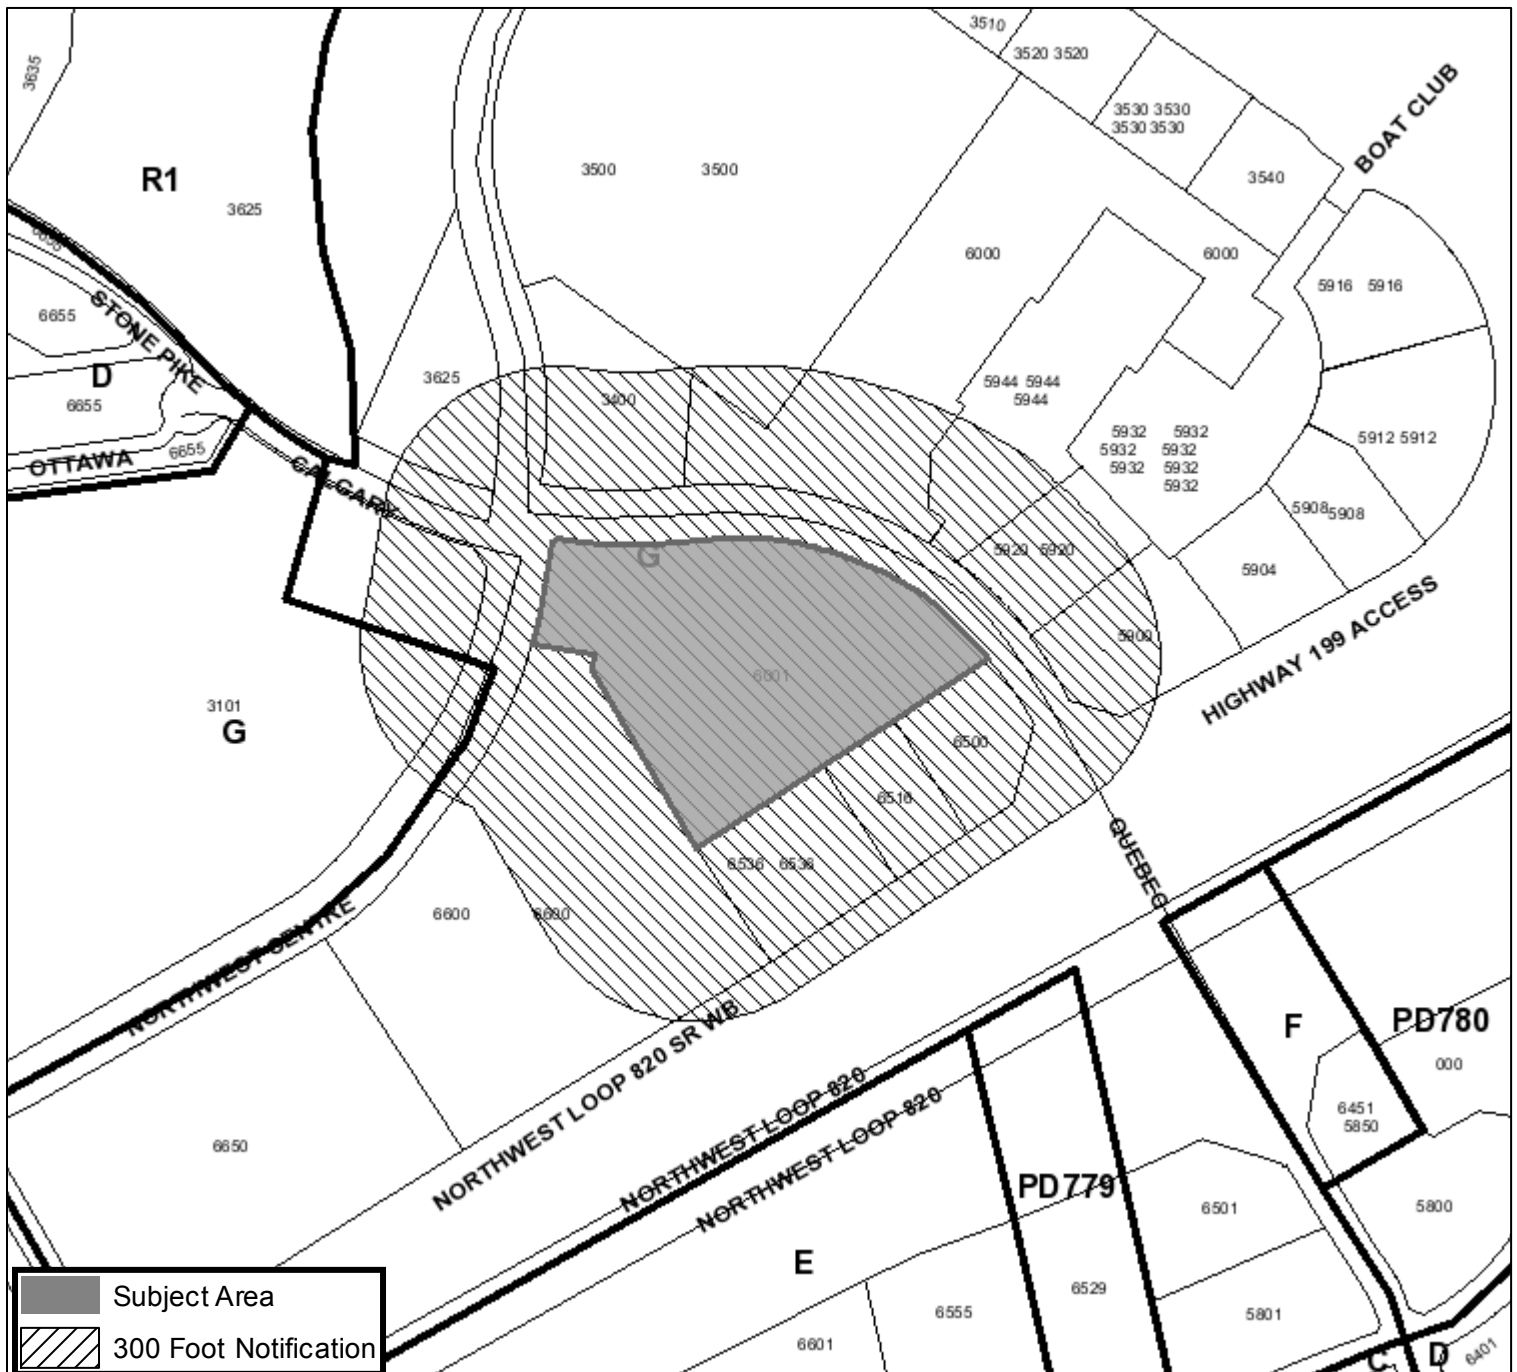 3510
3520 3520
3635
BOAT CLUB
3530 3530
3530 3530
3500 3500
3540
R1
3625
6000 6000
5916 5916
STONE PIKE
6655
D
6655
3625
3400
5944 5944
5944
5932 5932
5932 5932
5932 5932
5932
5912 5912
OTTAWA
6655
CALGARY
5908 5908
5920 5920
G
5904
5900
HIGHWAY 199 ACCESS
6601
3101
G
6500
6516
6536 6536
QUEBEC
6600 6600
NORTHWEST CENTRE
F
PD780
000
NORTHWEST LOOP 820 SR WB
NORTHWEST LOOP 820
NORTHWEST LOOP 820
6451
5850
6650
PD779
6501
5800
E
6529
6555
5801
6601
C
D
6401
Subject Area
300 Foot Notification